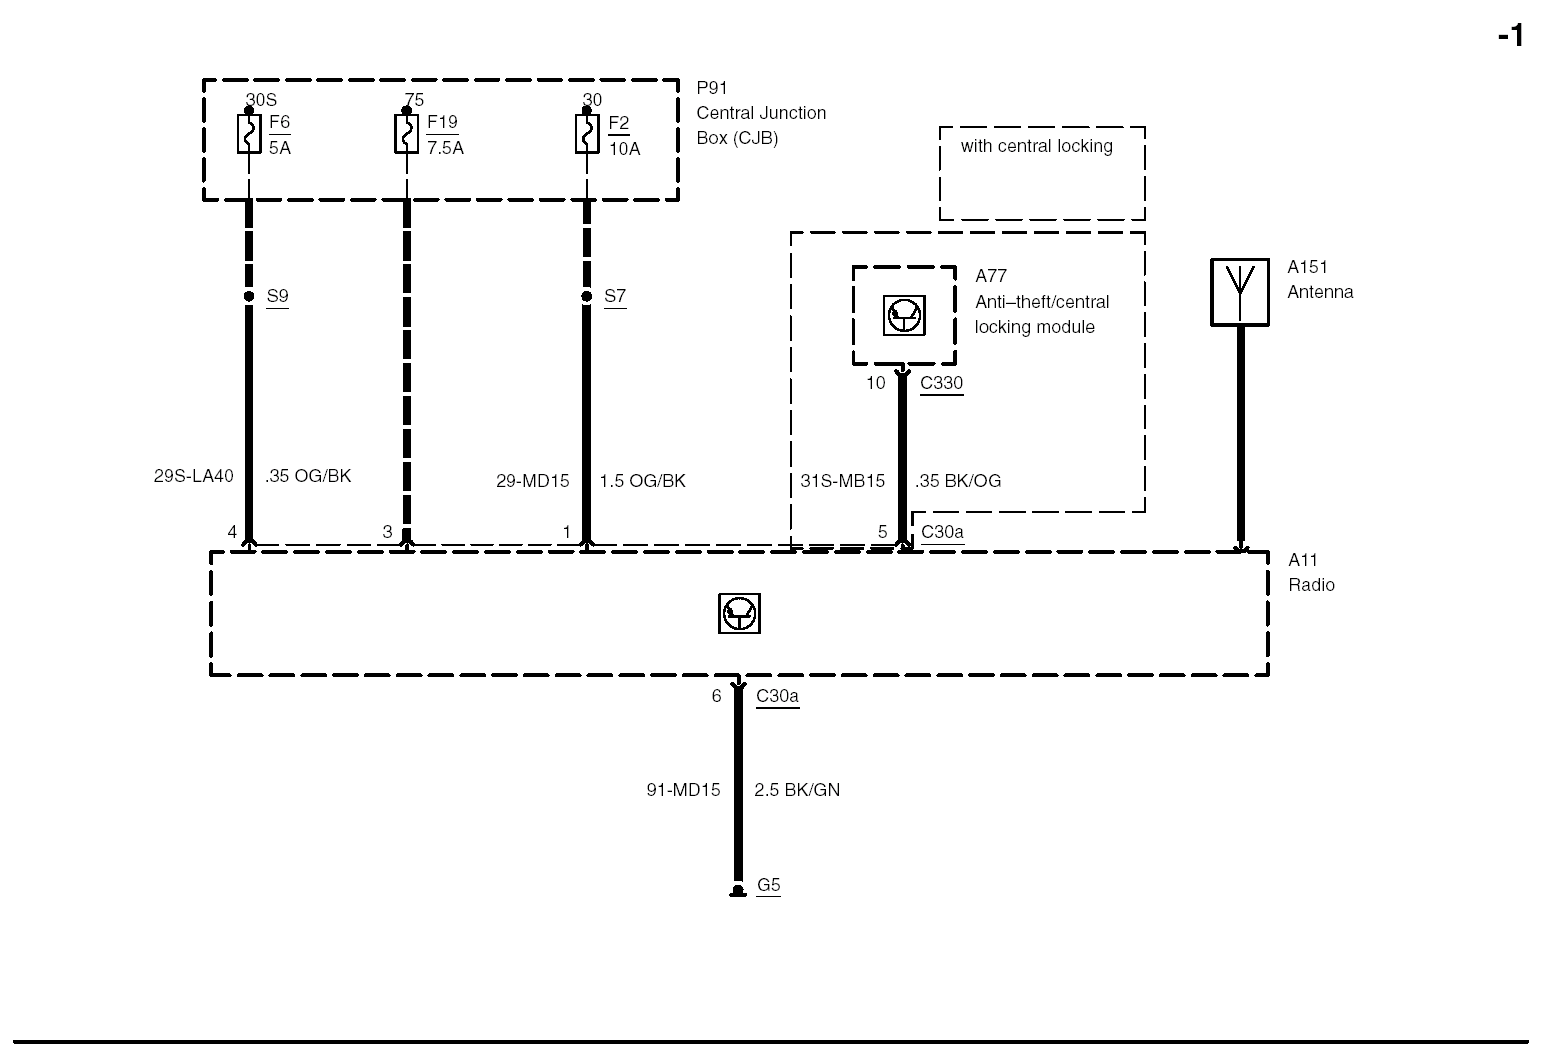 -1
30S
75
30
P91
Central Junction
Box (CJB)
F6
5A
F19
7.5A
F2
10A
with central locking
A77
Anti–theft/central
locking module
A151
Antenna
S9
S7
10
C330
29S-LA40
.35 OG/BK
29-MD15
1.5 OG/BK
31S-MB15
.35 BK/OG
4
3
1
5
C30a
A11
Radio
6
C30a
91-MD15
2.5 BK/GN
G5